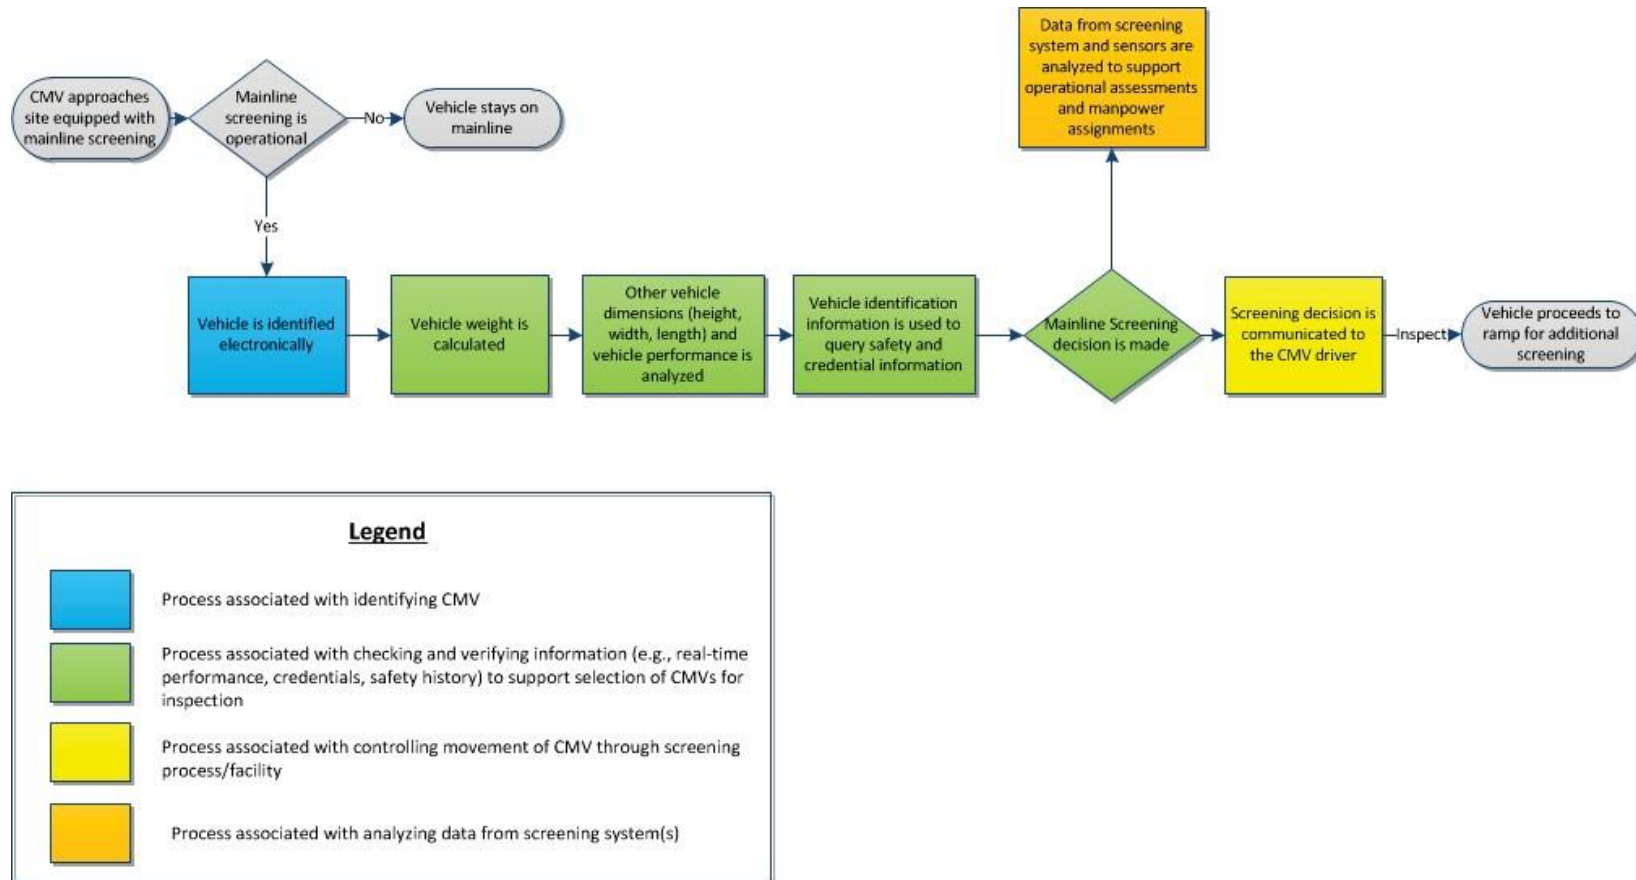 CMV approaches
site equipped with
mainline screening
Mainline
screening is
operational
No
Vehicle stays on
mainline
Data from screening
system and sensors are
analyzed to support
operational assessments
and manpower
assignments
Yes
Vehicle is identified
electronically
Vehicle weight is
calculated
Other vehicle
dimensions (height,
width, length) and
vehicle performance is
analyzed
Vehicle identification
information is used to
query safety and
credential information
Mainline Screening
decision is made
Screening decision is
communicated to
the CMV driver
Inspect
Vehicle proceeds to
ramp for additional
screening
Legend
Process associated with identifying CMV
Process associated with checking and verifying information (e.g., real-time
performance, credentials, safety history) to support selection of CMVs for
inspection
Process associated with controlling movement of CMV through screening
process/facility
Process associated with analyzing data from screening system(s)